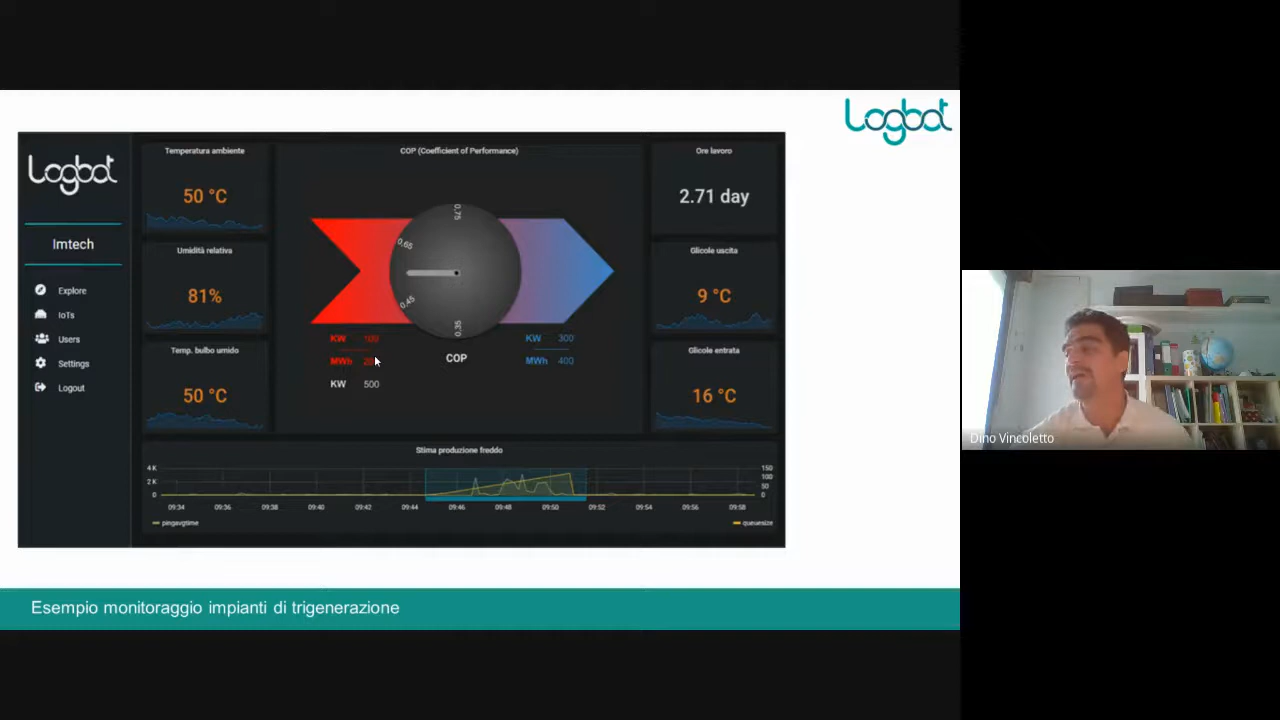 Logbot
Logbot
Imtech
Explore
IoTs
Users
Settings
Logout
Temperatura ambiente
50 °C
Umidità relativa
81%
Temp. bulbo umido
50 °C
COP (Coefficient of Performance)
0,75
0,65
0,45
0,35
KW 100
MWh
KW 500
COP
KW 300
MWh 400
Ore lavoro
2.71 day
Glicole uscita
9 °C
Glicole entrata
16 °C
Stima produzione freddo
4 K
2 K
0
150
100
50
0
09:34 09:36 09:38 09:40 09:42 09:44 09:46 09:48 09:50 09:52 09:54 09:56 09:58
pingavgtime
queuesize
Esempio monitoraggio impianti di trigenerazione
Dino Vincoletto